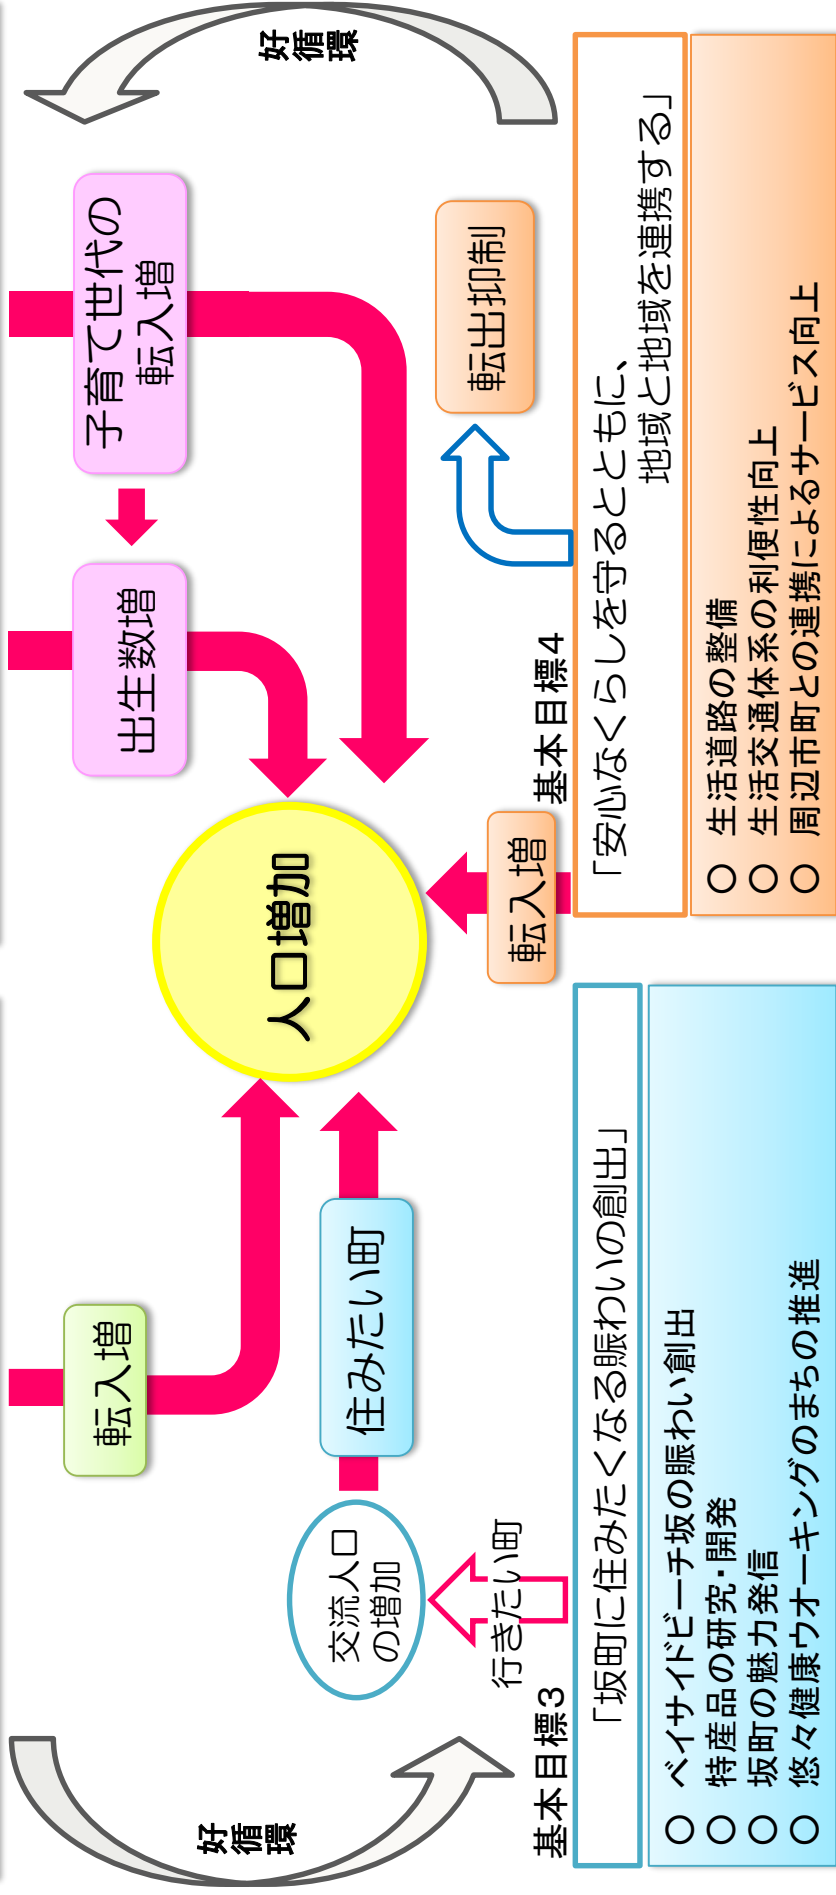 好
循
環
転入増
出生数増
子育て世代の
転入増
好
循
環
人口増加
住みたい町
交流人口
の増加
行きたい町
転入増
転出抑制
基本目標3
「坂町に住みたくなる賑わいの創出」
○ ベイサイドビーチ坂の賑わい創出
○ 特産品の研究・開発
○ 坂町の魅力発信
○ 悠々健康ウオーキングのまちの推進
基本目標4
「安心なくらしを守るとともに、
地域と地域を連携する」
○ 生活道路の整備
○ 生活交通体系の利便性向上
○ 周辺市町との連携によるサービス向上